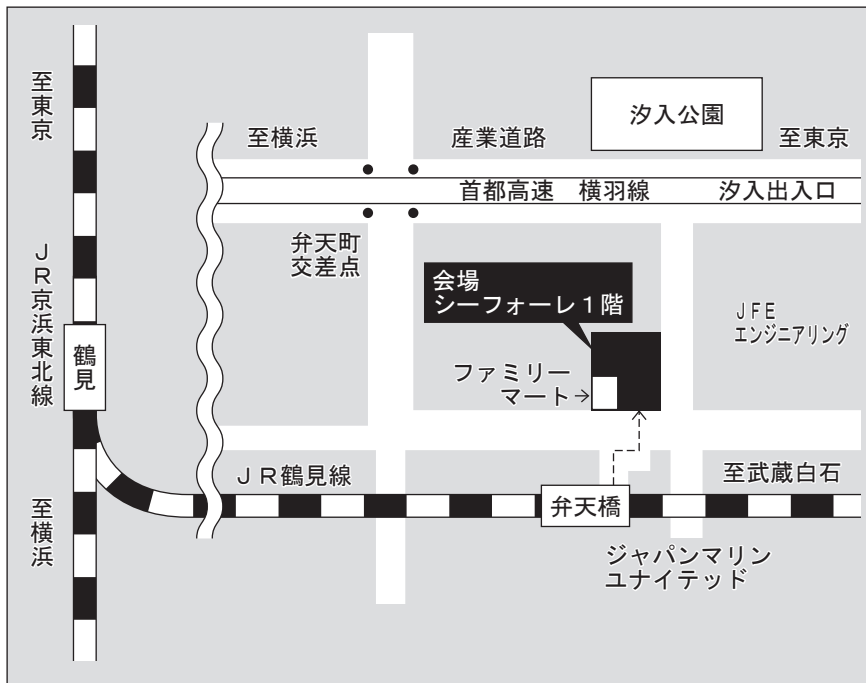 至東京
JR京浜東北線
鶴見
至横浜
至横浜
産業道路
汐入公園
至東京
首都高速 横羽線 汐入出入口
弁天町
交差点
会場
シーフォーレ1階
JFE
エンジニアリング
ファミリー
マート→
JR鶴見線
弁天橋
至武蔵白石
ジャパンマリン
ユナイテッド